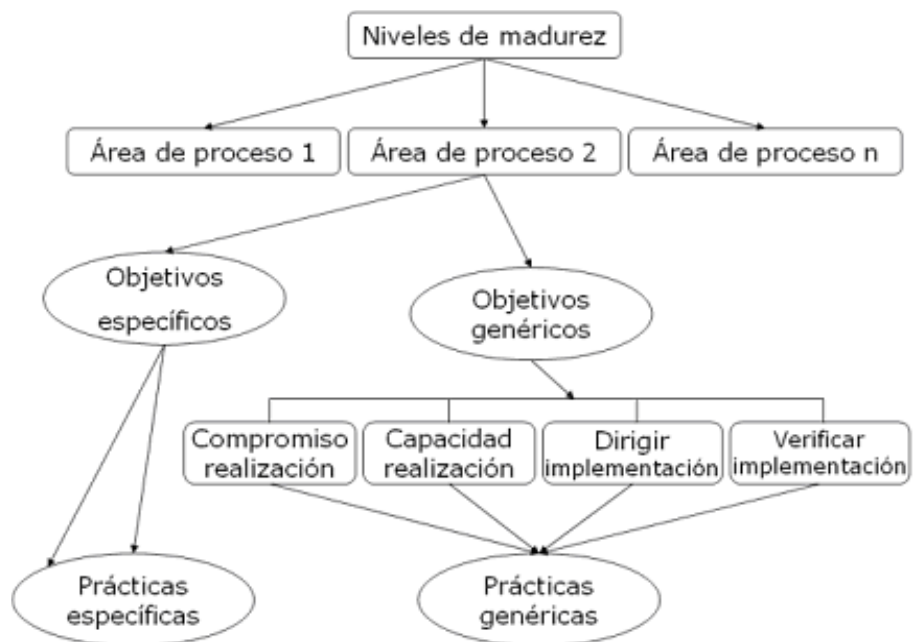 Niveles de madurez
Área de proceso 1
Área de proceso 2
Área de proceso n
Objetivos
específicos
Objetivos
genéricos
Compromiso
realización
Capacidad
realización
Dirigir
implementación
Verificar
implementación
Prácticas
específicas
Prácticas
genéricas